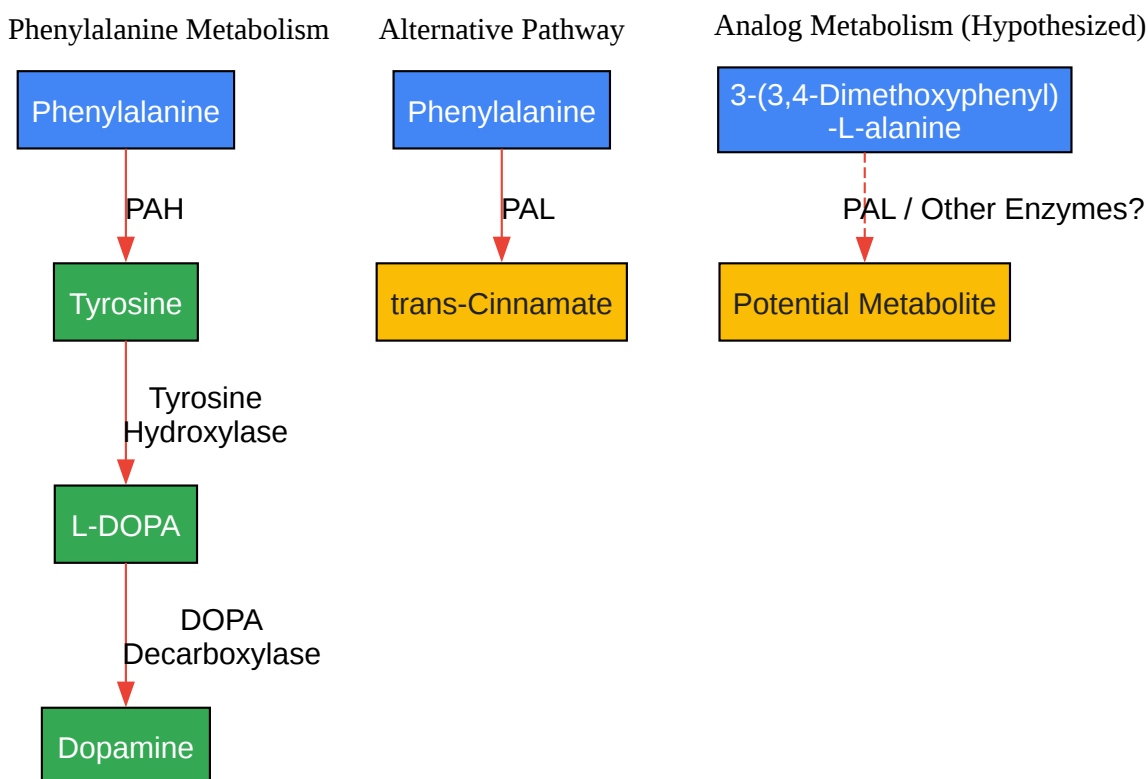 Phenylalanine Metabolism
Phenylalanine
PAH
Tyrosine
Tyrosine
Hydroxylase
L-DOPA
DOPA
Decarboxylase
Dopamine
Alternative Pathway
Phenylalanine
PAL
trans-Cinnamate
Analog Metabolism (Hypothesized)
3-(3,4-Dimethoxyphenyl)
-L-alanine
PAL / Other Enzymes?
Potential Metabolite